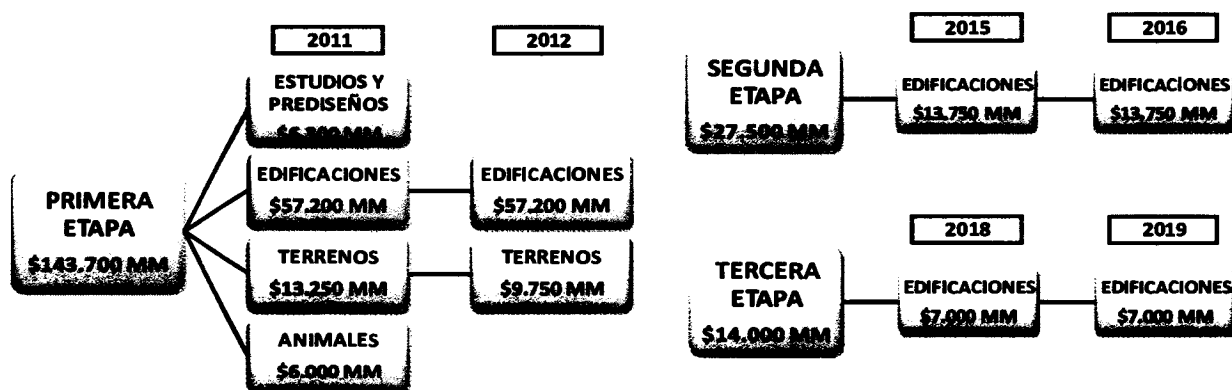 2011
2012
PRIMERA
ETAPA
$143.700 MM
ESTUDIOS Y
PREDISEÑOS
MM
EDIFICACIONES
$57.200 MM
EDIFICACIONES
$57.200 MM
TERRENOS
$13.250 MM
TERRENOS
$9.750 MM
ANIMALES
$6.000 MM
2015
2016
SEGUNDA
ETAPA
$27.500 MM
EDIFICACIONES
$13.750 MM
EDIFICACIONES
$13.750 MM
2018
2019
TERCERA
ETAPA
$14.000 MM
EDIFICACIONES
$7.000 MM
EDIFICACIONES
$7.000 MM